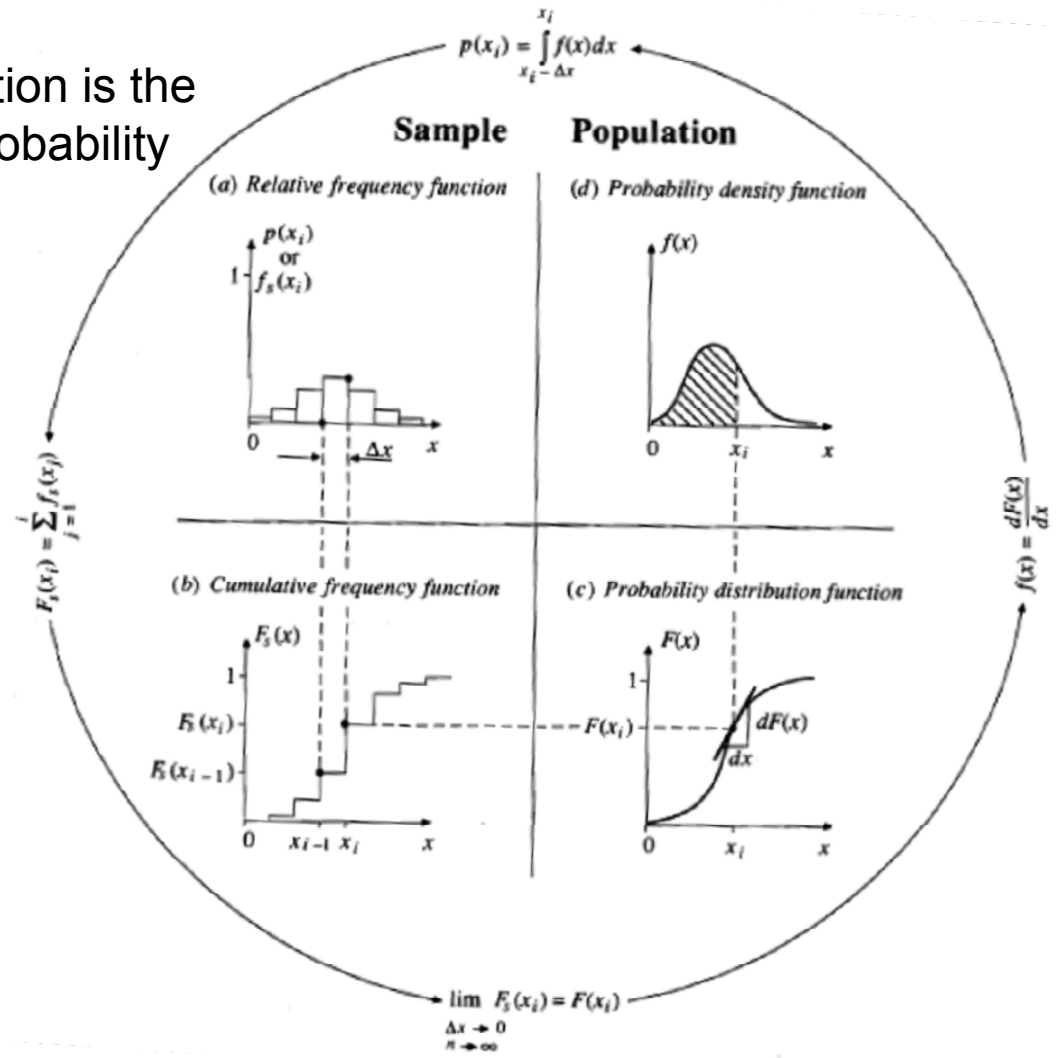 tion is the
obability
p(x_i) = ∫_{x_i - Δx}^{x_i} f(x)dx
Sample Population
(a) Relative frequency function
p(x_i)
or
f_s(x_i)
1
0
Δx
x
(d) Probability density function
f(x)
0
x_i
x
F_s(x_i) = Σ_{j=1}^{i} f_s(x_j)
f(x) = dF(x)/dx
(b) Cumulative frequency function
F_s(x)
1
F_s(x_i)
F_s(x_{i-1})
0
x_{i-1} x_i
x
(c) Probability distribution function
F(x)
1
F(x_i)
dF(x)
dx
0
x_i
x
lim F_s(x_i) = F(x_i)
Δx → 0
n → ∞